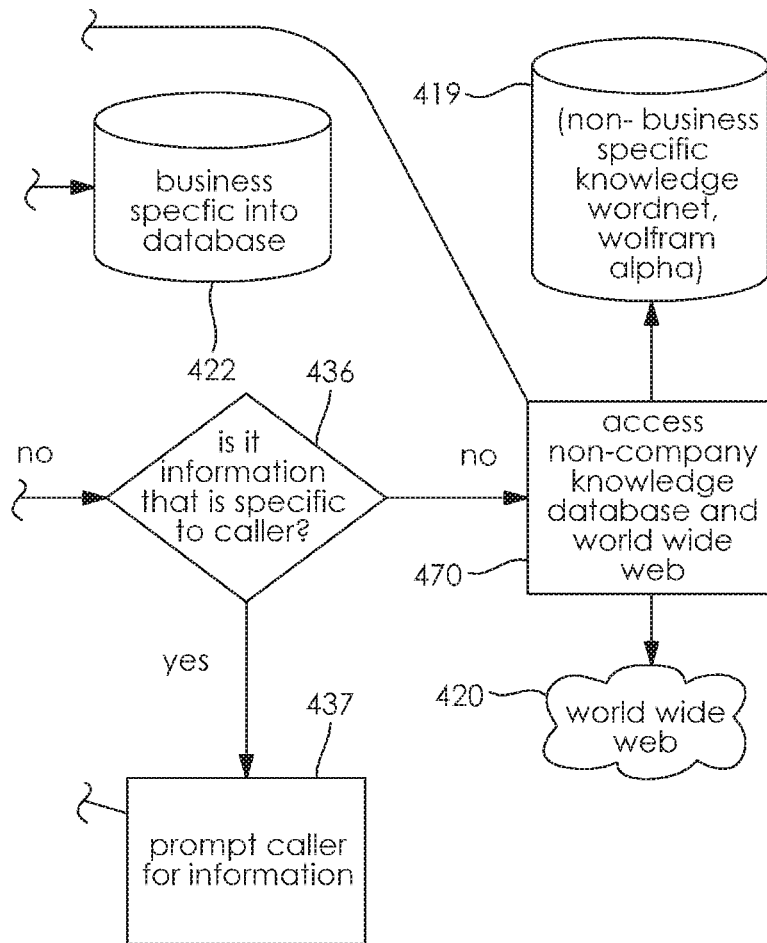 419
(non- business
specific
knowledge
wordnet,
wolfram
alpha)
business
specfic into
database
422
436
no
is it
information
that is specific
to caller?
no
access
non-company
knowledge
database and
world wide
web
470
yes
437
prompt caller
for information
420
world wide
web